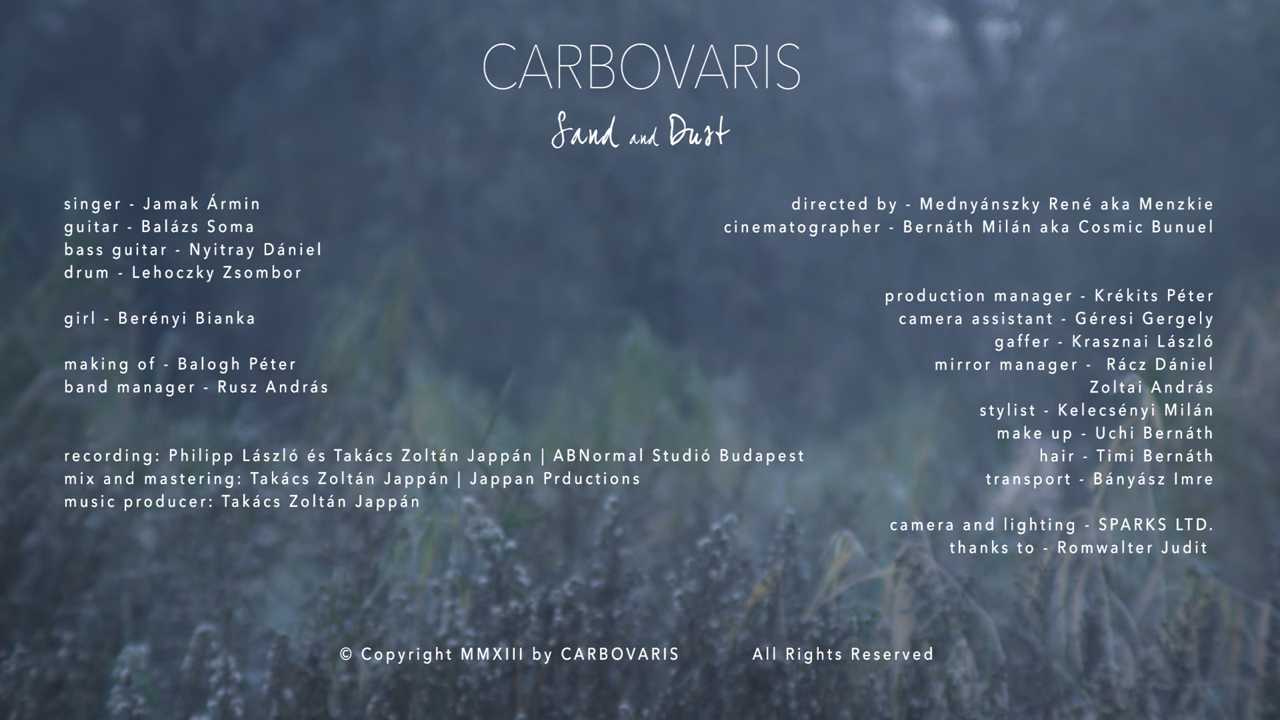 CARBOVARIS
Sand and Dust
singer - Jamak Ármin
guitar - Balázs Soma
bass guitar - Nyitray Dániel
drum - Lehoczky Zsombor
girl - Berényi Bianka
making of - Balogh Péter
band manager - Rusz András
recording: Philipp László és Takács Zoltán Jappán | ABNormal Studió Budapest
mix and mastering: Takács Zoltán Jappán | Jappan Prductions
music producer: Takács Zoltán Jappán
directed by - Mednyánszky René aka Menzkie
cinematographer - Bernáth Milán aka Cosmic Bunuel
production manager - Krékits Péter
camera assistant - Géresi Gergely
gaffer - Krasznai László
mirror manager - Rácz Dániel
Zoltai András
stylist - Kelecsényi Milán
make up - Uchi Bernáth
hair - Timi Bernáth
transport - Bányász Imre
camera and lighting - SPARKS LTD.
thanks to - Romwalter Judit
© Copyright MMXIII by CARBOVARIS All Rights Reserved